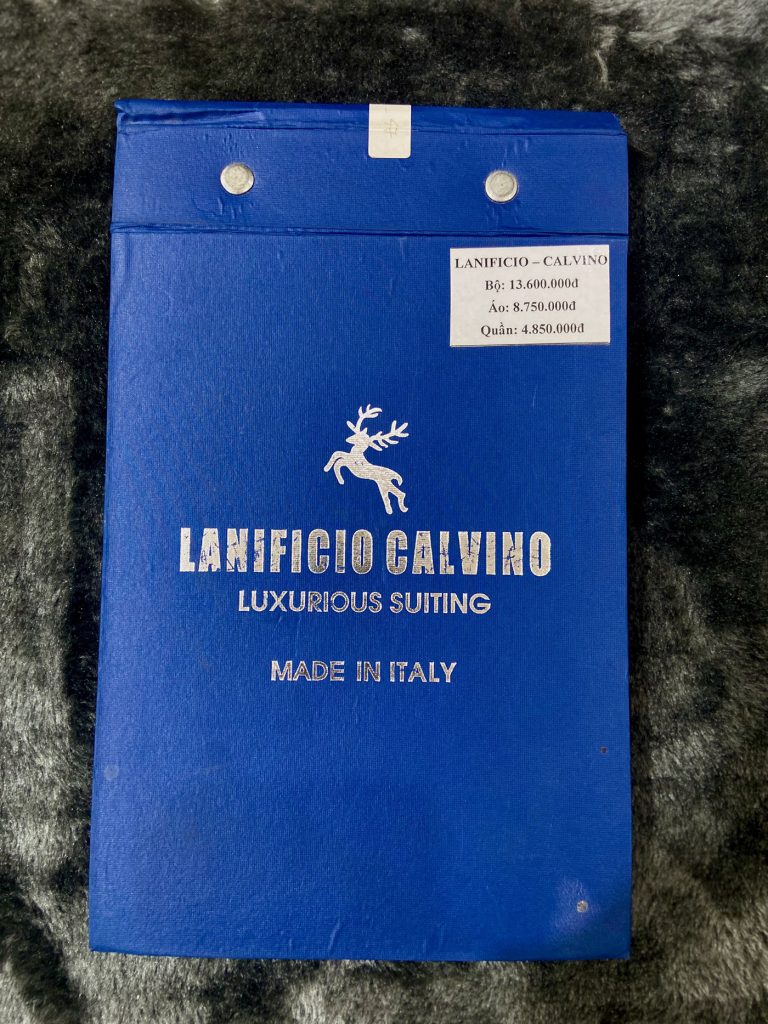 LANIFICIO – CALVINO
Bộ: 13.600.000đ
Áo: 8.750.000đ
Quần: 4.850.000đ
LANIFICIO CALVINO
LUXURIOUS SUITING
MADE IN ITALY